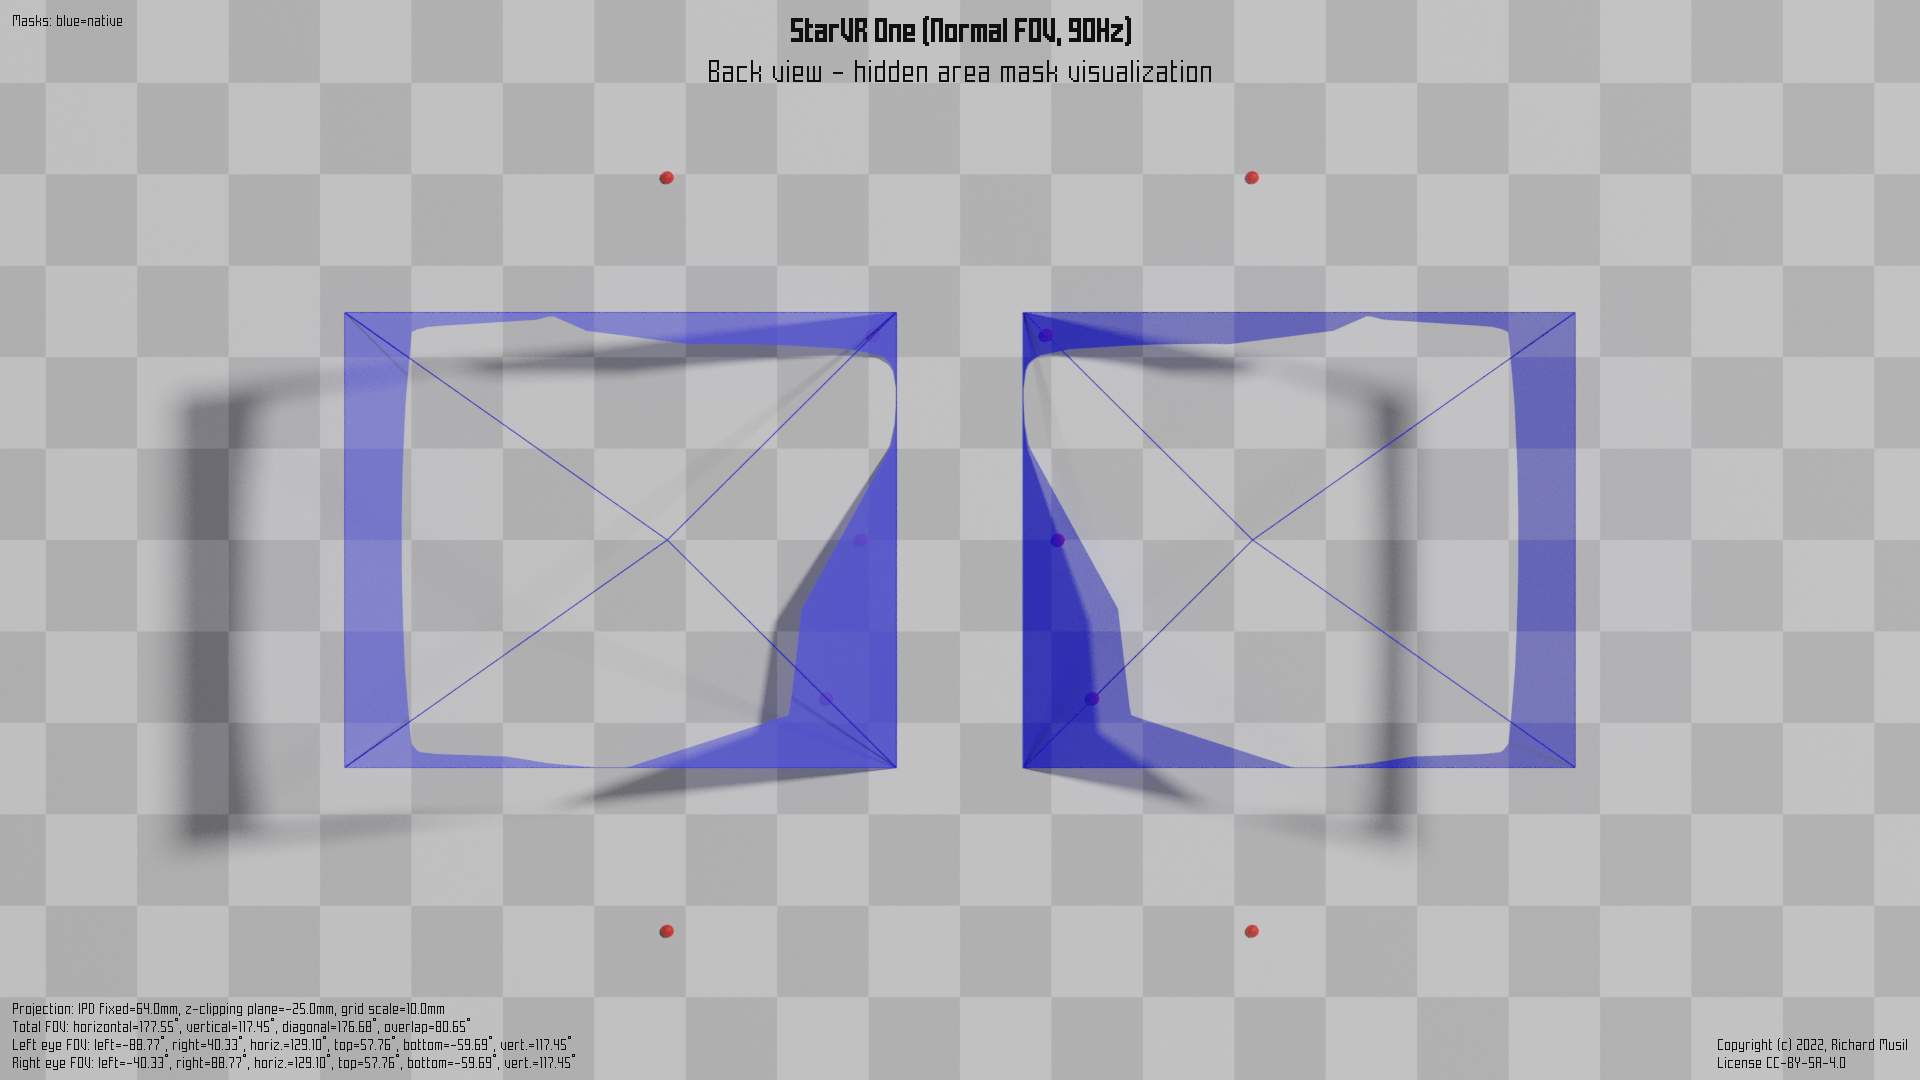 Masks: blue=native
StarVR One (Normal FOV, 90Hz)
Back view - hidden area mask visualization
Projection: IPD fixed=64.0mm, z-clipping plane=-25.0mm, grid scale=10.0mm
Total FOV: horizontal=177.55°, vertical=117.45°, diagonal=176.68°, overlap=80.65°
Left eye FOV: left=-88.77°, right=40.33°, horiz.=129.10°, top=57.76°, bottom=-59.69°, vert.=117.45°
Right eye FOV: left=-40.33°, right=88.77°, horiz.=129.10°, top=57.76°, bottom=-59.69°, vert.=117.45°
Copyright (c) 2022, Richard Musil
License CC-BY-SA-4.0